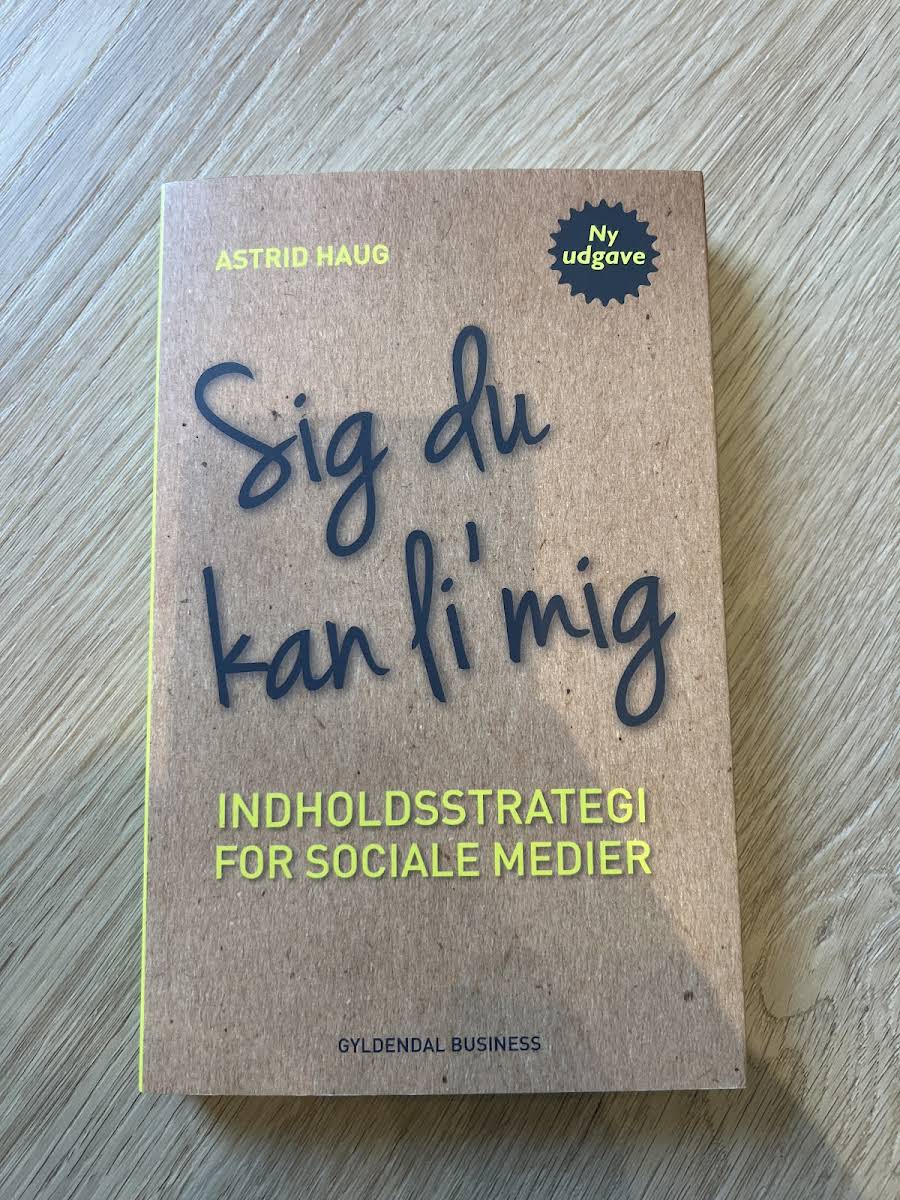 ASTRID HAUG
Ny
udgave
Sig du
kan li' mig
INDHOLDSSTRATEGI
FOR SOCIALE MEDIER
GYLDENDAL BUSINESS